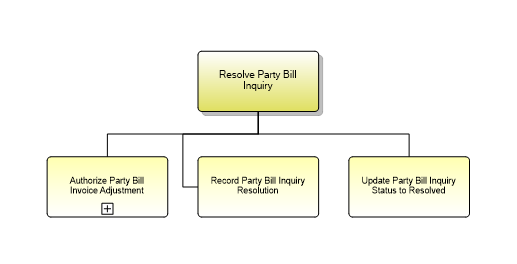 Resolve Party Bill
Inquiry
Authorize Party Bill
Invoice Adjustment
Record Party Bill Inquiry
Resolution
Update Party Bill Inquiry
Status to Resolved